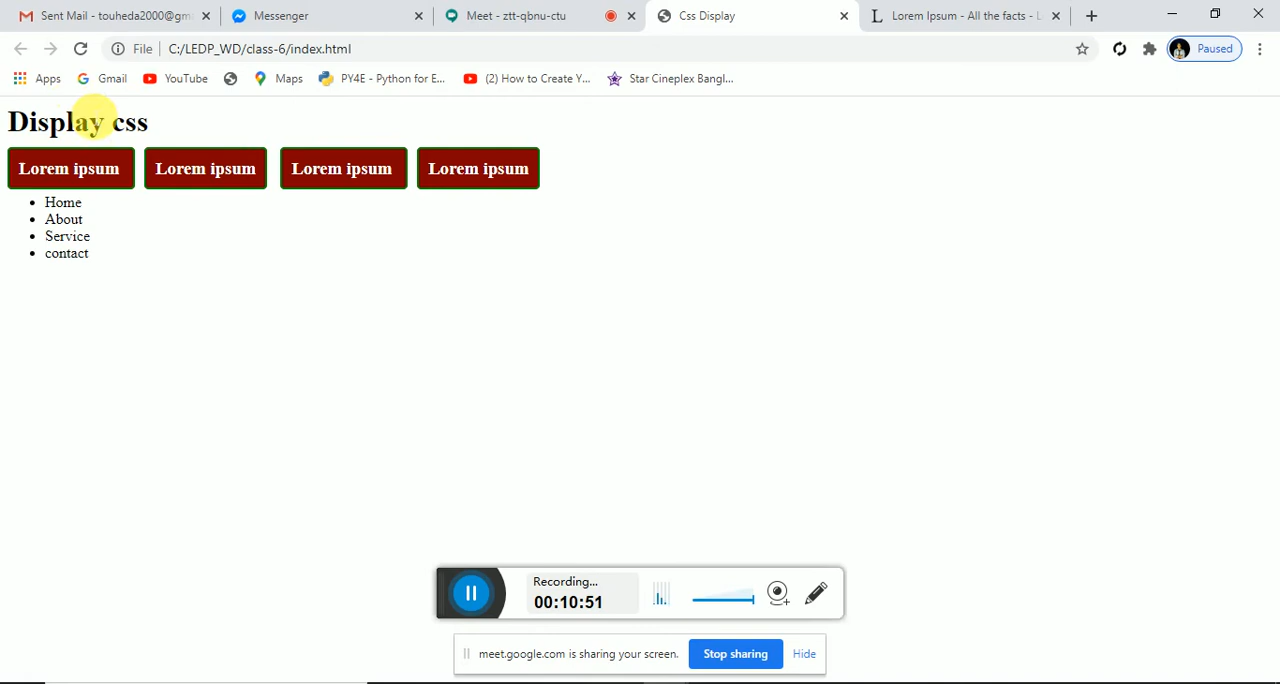 Sent Mail - touheda2000@gm
Messenger
Meet - ztt-qbnu-ctu
Css Display
Lorem Ipsum - All the facts - L
File
C:/LEDP_WD/class-6/index.html
Paused
Apps
Gmail
YouTube
Maps
PY4E - Python for E...
(2) How to Create Y...
Star Cineplex Bangl...
Display css
Lorem ipsum
Lorem ipsum
Lorem ipsum
Lorem ipsum
Home
About
Service
contact
Recording...
00:10:51
meet.google.com is sharing your screen.
Stop sharing
Hide